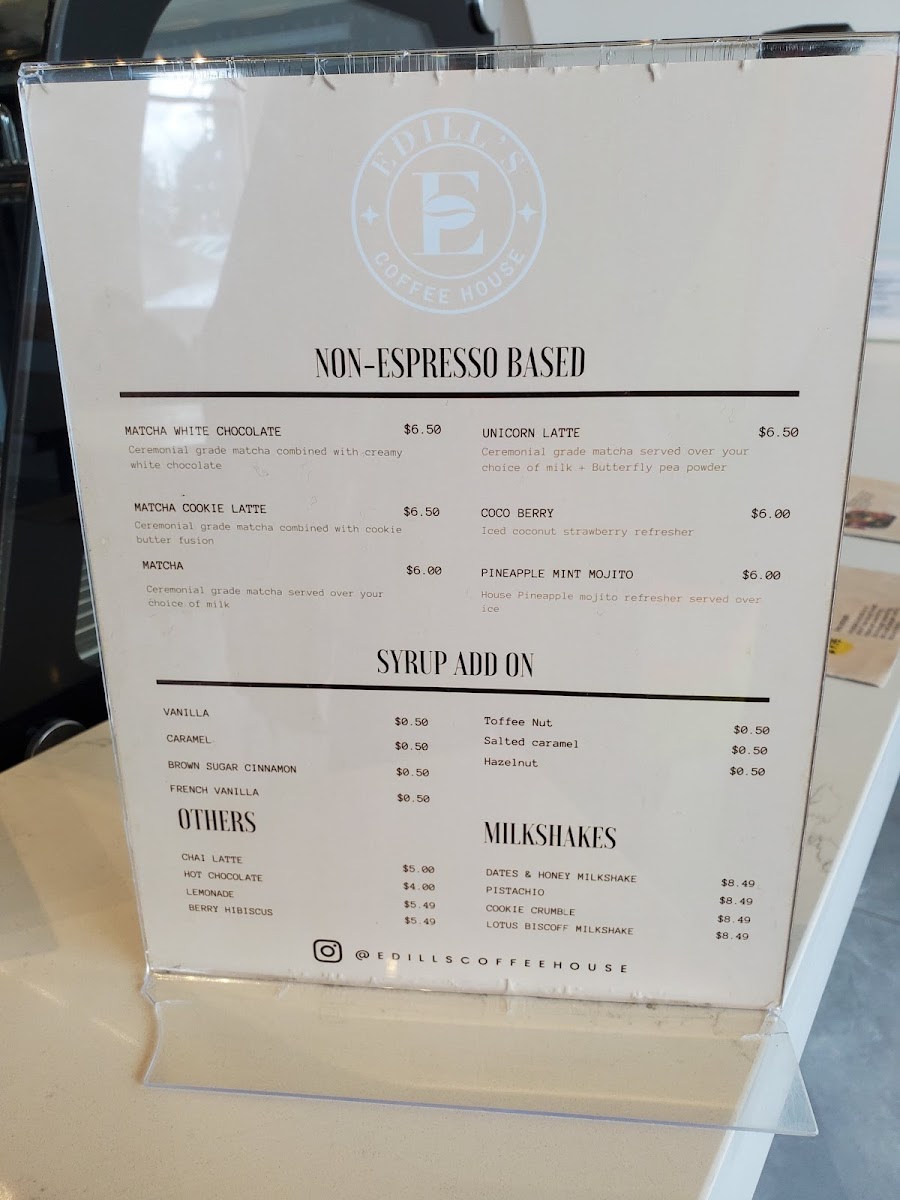 EDILL'S
E
COFFEE HOUSE
NON-ESPRESSO BASED
MATCHA WHITE CHOCOLATE $6.50
Ceremonial grade matcha combined with creamy
white chocolate
MATCHA COOKIE LATTE $6.50
Ceremonial grade matcha combined with cookie
butter fusion
MATCHA $6.00
Ceremonial grade matcha served over your
choice of milk
UNICORN LATTE $6.50
Ceremonial grade matcha served over your
choice of milk + Butterfly pea powder
COCO BERRY $6.00
Iced coconut strawberry refresher
PINEAPPLE MINT MOJITO $6.00
House Pineapple mojito refresher served over
ice
SYRUP ADD ON
VANILLA $0.50
CARAMEL $0.50
BROWN SUGAR CINNAMON $0.50
FRENCH VANILLA $0.50
Toffee Nut $0.50
Salted caramel $0.50
Hazelnut $0.50
OTHERS
CHAI LATTE $5.00
HOT CHOCOLATE $4.00
LEMONADE $5.49
BERRY HIBISCUS $5.49
MILKSHAKES
DATES & HONEY MILKSHAKE $8.49
PISTACHIO $8.49
COOKIE CRUMBLE $8.49
LOTUS BISCOFF MILKSHAKE $8.49
@EDILLSCOFFEEHOUSE